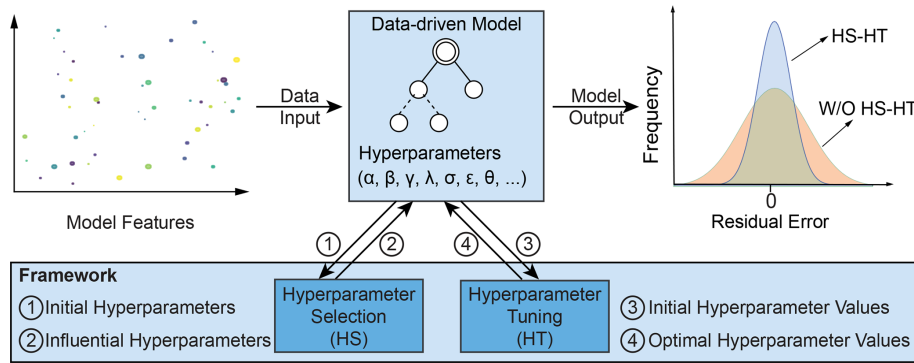 Model Features
Data
Input
Data-driven Model
Hyperparameters
(α, β, γ, λ, σ, ε, θ, ...)
Model
Output
Frequency
HS-HT
W/O HS-HT
0
Residual Error
1
2
4
3
Framework
1 Initial Hyperparameters
2 Influential Hyperparameters
Hyperparameter
Selection
(HS)
Hyperparameter
Tuning
(HT)
3 Initial Hyperparameter Values
4 Optimal Hyperparameter Values